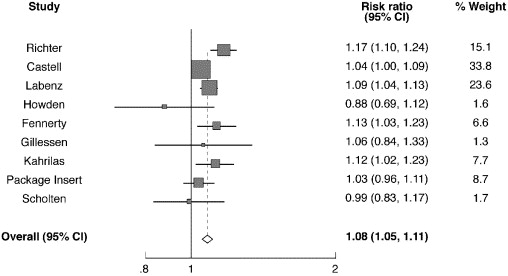 Study Risk ratio % Weight
(95% CI)
Richter 1.17 (1.10, 1.24) 15.1
Castell 1.04 (1.00, 1.09) 33.8
Labenz 1.09 (1.04, 1.13) 23.6
Howden 0.88 (0.69, 1.12) 1.6
Fennerty 1.13 (1.03, 1.23) 6.6
Gillessen 1.06 (0.84, 1.33) 1.3
Kahrilas 1.12 (1.02, 1.23) 7.7
Package Insert 1.03 (0.96, 1.11) 8.7
Scholten 0.99 (0.83, 1.17) 1.7
Overall (95% CI) 1.08 (1.05, 1.11)
.8 1 2